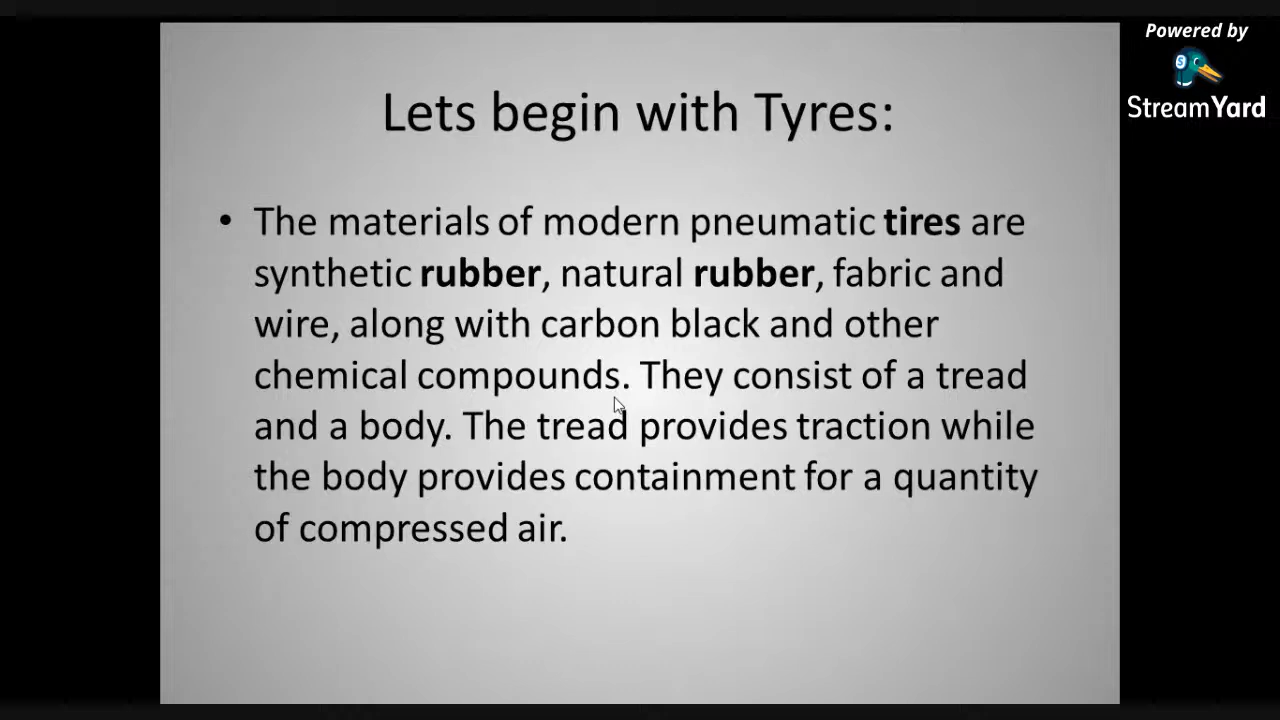 Powered by
StreamYard
Lets begin with Tyres:
• The materials of modern pneumatic tires are
synthetic rubber, natural rubber, fabric and
wire, along with carbon black and other
chemical compounds. They consist of a tread
and a body. The tread provides traction while
the body provides containment for a quantity
of compressed air.